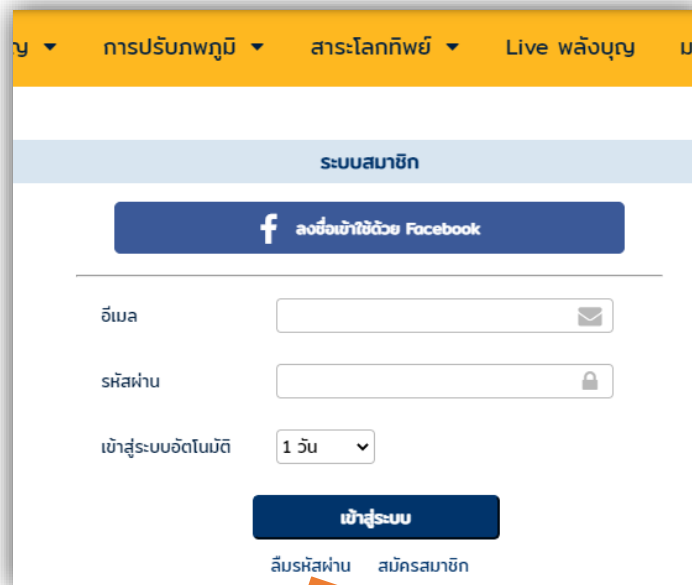 การปรับภพภูมิ สาระโลกทิพย์ Live พลังบุญ
ระบบสมาชิก
ลงชื่อเข้าใช้ด้วย Facebook
อีเมล
รหัสผ่าน
เข้าสู่ระบบอัตโนมัติ 1 วัน
เข้าสู่ระบบ
ลืมรหัสผ่าน สมัครสมาชิก